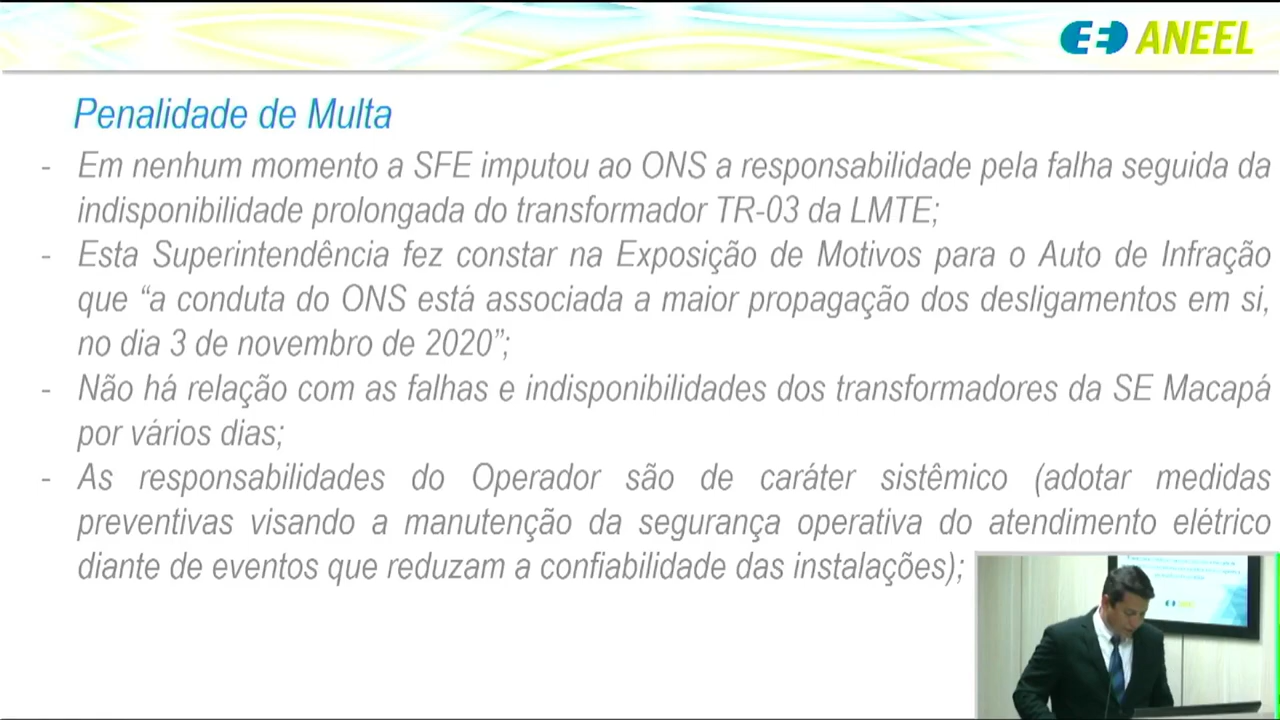 ANEEL
Penalidade de Multa
- Em nenhum momento a SFE imputou ao ONS a responsabilidade pela falha seguida da
indisponibilidade prolongada do transformador TR-03 da LMTE;
- Esta Superintendência fez constar na Exposição de Motivos para o Auto de Infração
que “a conduta do ONS está associada a maior propagação dos desligamentos em si,
no dia 3 de novembro de 2020”;
- Não há relação com as falhas e indisponibilidades dos transformadores da SE Macapá
por vários dias;
- As responsabilidades do Operador são de caráter sistêmico (adotar medidas
preventivas visando a manutenção da segurança operativa do atendimento elétrico
diante de eventos que reduzam a confiabilidade das instalações);